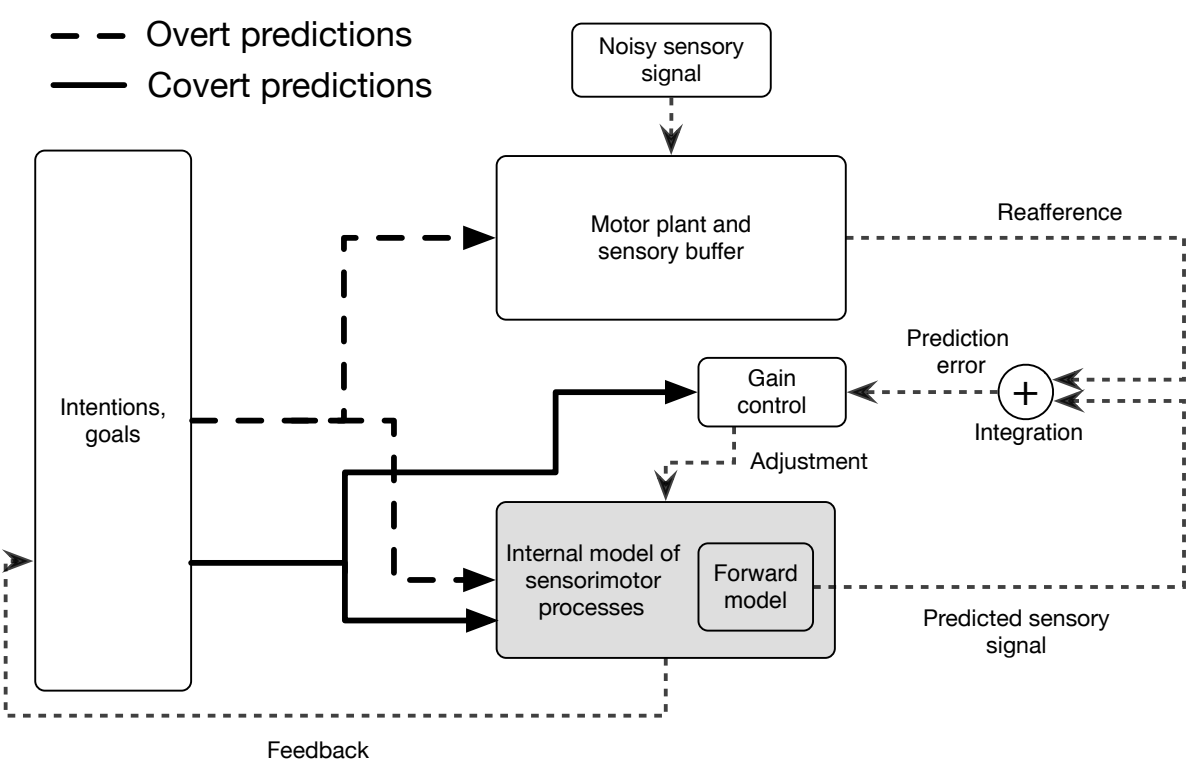 Overt predictions
Covert predictions
Noisy sensory
signal
Motor plant and
sensory buffer
Reafference
Prediction
error
Gain
control
+
Integration
Intentions,
goals
Adjustment
Internal model of
sensorimotor
processes
Forward
model
Predicted sensory
signal
Feedback